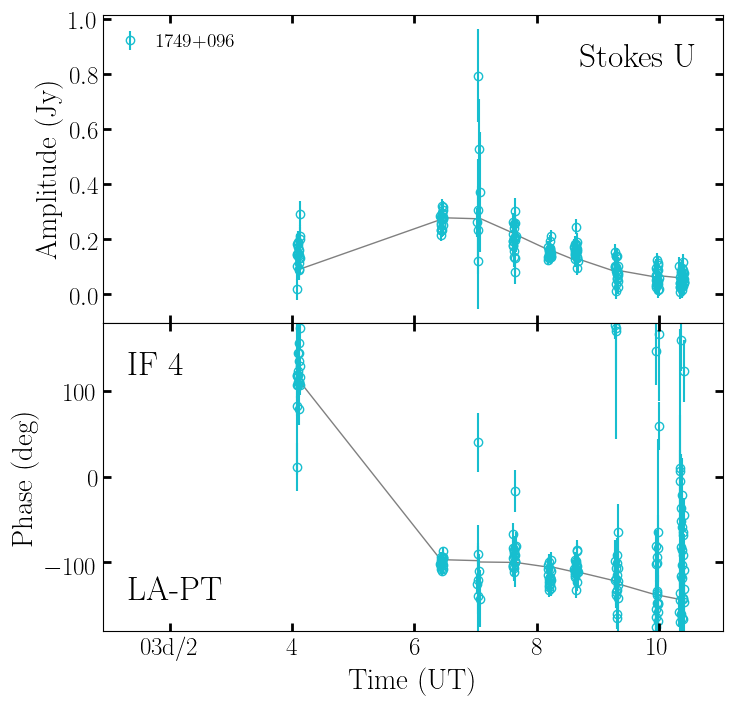 1749+096
Stokes U
1.0
0.8
0.6
0.4
0.2
0.0
Amplitude (Jy)
IF 4
LA-PT
100
0
−100
Phase (deg)
03d/2
4
6
8
10
Time (UT)